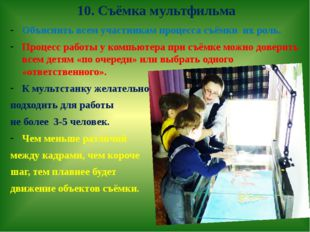 10. Съёмка мультфильма
- Объяснить всем участникам процесса съёмки их роль.
- Процесс работы у компьютера при съёмке можно доверить
всем детям «по очереди» или выбрать одного
«ответственного».
- К мультстанку желательно
подходить для работы
не более 3-5 человек.
- Чем меньше различий
между кадрами, чем короче
шаг, тем плавнее будет
движение объектов съёмки.